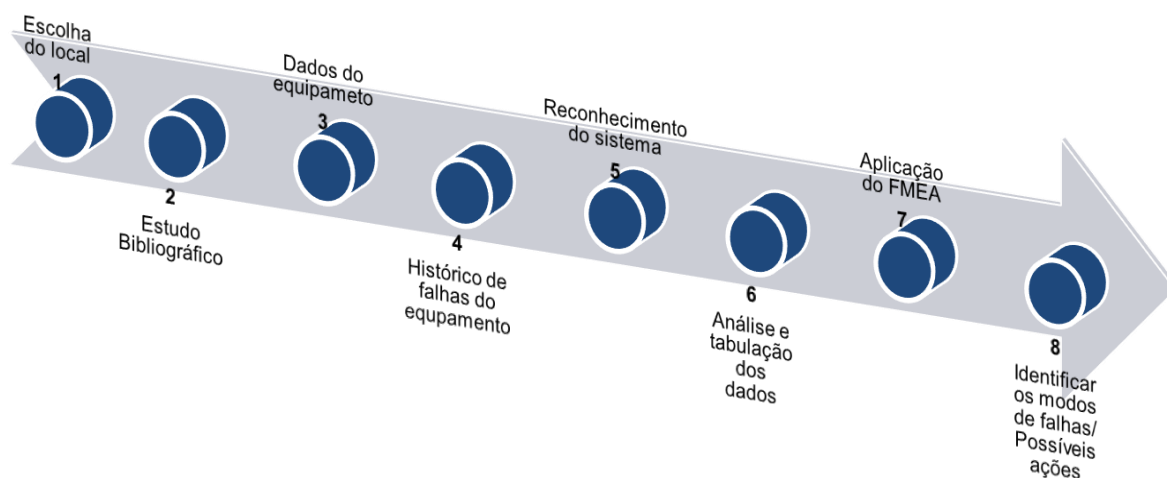 Escolha
do local
1
2
Estudo
Bibliográfico
Dados do
equipameto
3
4
Histórico de
falhas do
equpamento
Reconhecimento
do sistema
5
6
Análise e
tabulação
dos
dados
Aplicação
do FMEA
7
8
Identificar
os modos
de falhas/
Possíveis
ações